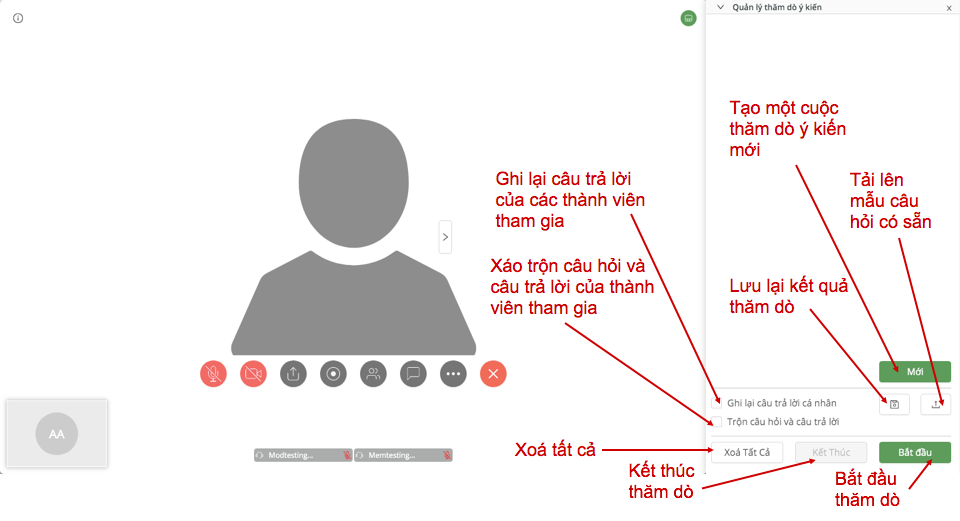 Quản lý thăm dò ý kiến
x
Tạo một cuộc
thăm dò ý kiến
mới
Tải lên
mẫu câu
hỏi có sẵn
Ghi lại câu trả lời
của các thành viên
tham gia
Xáo trộn câu hỏi và
câu trả lời của thành
viên tham gia
Lưu lại kết quả
thăm dò
Mới
Ghi lại câu trả lời cá nhân
Trộn câu hỏi và câu trả lời
AA
Modtesting...
Memtesting...
Xoá tất cả
Xoá Tất Cả
Kết Thúc
Bắt đầu
Kết thúc
thăm dò
Bắt đầu
thăm dò